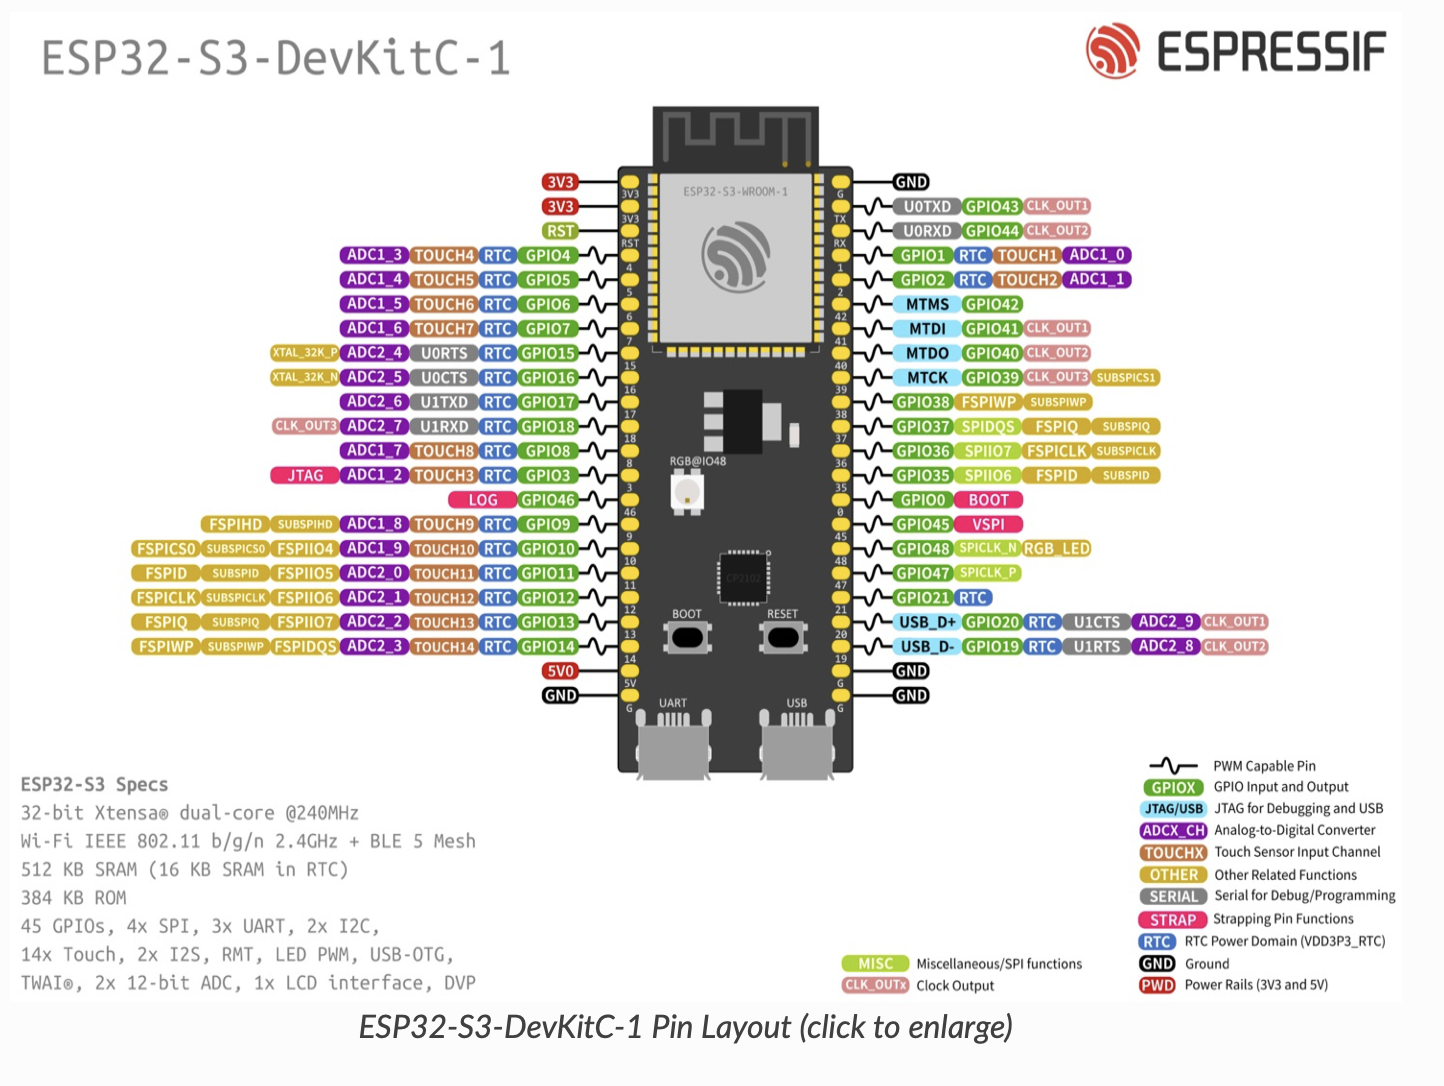 ESP32-S3-DevKitC-1
ESPRESSIF
ESP32-S3-WROOM-1
3V3 3V3 GND G
3V3 3V3 TX U0TXD GPIO43 CLK_OUT1
RST RST RX U0RXD GPIO44 CLK_OUT2
ADC1_3 TOUCH4 RTC GPIO4 4 1 GPIO1 RTC TOUCH1 ADC1_0
ADC1_4 TOUCH5 RTC GPIO5 5 2 GPIO2 RTC TOUCH2 ADC1_1
ADC1_5 TOUCH6 RTC GPIO6 6 42 MTMS GPIO42
ADC1_6 TOUCH7 RTC GPIO7 7 41 MTDI GPIO41 CLK_OUT1
XTAL_32K_P ADC2_4 U0RTS RTC GPIO15 15 40 MTDO GPIO40 CLK_OUT2
XTAL_32K_N ADC2_5 U0CTS RTC GPIO16 16 39 MTCK GPIO39 CLK_OUT3 SUBSPICS1
ADC2_6 U1TXD RTC GPIO17 17 38 GPIO38 FSPIWP SUBSPIWP
CLK_OUT3 ADC2_7 U1RXD RTC GPIO18 18 37 GPIO37 SPIDQS FSPIQ SUBSPIQ
ADC1_7 TOUCH8 RTC GPIO8 8 36 GPIO36 SPIIO7 FSPICLK SUBSPICLK
RGB@IO48
JTAG ADC1_2 TOUCH3 RTC GPIO3 3 35 GPIO35 SPIIO6 FSPID SUBSPID
LOG GPIO46 46 0 GPIO0 BOOT
FSPIHD SUBSPIHD ADC1_8 TOUCH9 RTC GPIO9 9 45 GPIO45 VSPI
FSPICS0 SUBSPICS0 FSPIIO4 ADC1_9 TOUCH10 RTC GPIO10 10 48 GPIO48 SPICLK_N RGB_LED
FSPID SUBSPID FSPIIO5 ADC2_0 TOUCH11 RTC GPIO11 11 47 GPIO47 SPICLK_P
CP2102
FSPICLK SUBSPICLK FSPIIO6 ADC2_1 TOUCH12 RTC GPIO12 12 21 GPIO21 RTC
BOOT RESET
FSPIQ SUBSPIQ FSPIIO7 ADC2_2 TOUCH13 RTC GPIO13 13 20 USB_D+ GPIO20 RTC U1CTS ADC2_9 CLK_OUT1
FSPIWP SUBSPIWP FSPIDQS ADC2_3 TOUCH14 RTC GPIO14 14 19 USB_D- GPIO19 RTC U1RTS ADC2_8 CLK_OUT2
5V0 5V G GND
GND G G GND
UART USB
ESP32-S3 Specs
32-bit Xtensa® dual-core @240MHz
Wi-Fi IEEE 802.11 b/g/n 2.4GHz + BLE 5 Mesh
512 KB SRAM (16 KB SRAM in RTC)
384 KB ROM
45 GPIOs, 4x SPI, 3x UART, 2x I2C,
14x Touch, 2x I2S, RMT, LED PWM, USB-OTG,
TWAI®, 2x 12-bit ADC, 1x LCD interface, DVP
PWM Capable Pin
GPIOX GPIO Input and Output
JTAG/USB JTAG for Debugging and USB
ADCX_CH Analog-to-Digital Converter
TOUCHX Touch Sensor Input Channel
OTHER Other Related Functions
SERIAL Serial for Debug/Programming
STRAP Strapping Pin Functions
RTC RTC Power Domain (VDD3P3_RTC)
GND Ground
PWD Power Rails (3V3 and 5V)
MISC Miscellaneous/SPI functions
CLK_OUTx Clock Output
ESP32-S3-DevKitC-1 Pin Layout (click to enlarge)